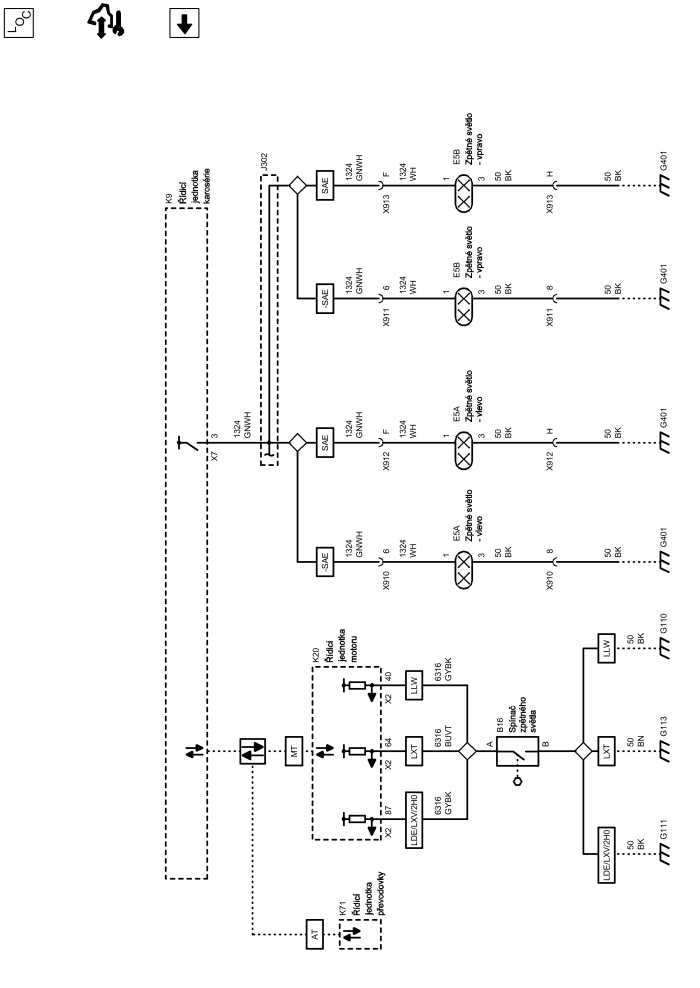 LOC
K9
Řídicí
jednotka
karosérie
X7
3
1324
GNWH
J302
-SAE
1324
GNWH
X910
6
1324
WH
1
E5A
Zpětné světlo
- vlevo
3
50
BK
X910
8
50
BK
G401
SAE
1324
GNWH
X912
F
1324
WH
1
E5A
Zpětné světlo
- vlevo
3
50
BK
X912
H
50
BK
G401
-SAE
1324
GNWH
X911
6
1324
WH
1
E5B
Zpětné světlo
- vpravo
3
50
BK
X911
8
50
BK
G401
SAE
1324
GNWH
X913
F
1324
WH
1
E5B
Zpětné světlo
- vpravo
3
50
BK
X913
H
50
BK
G401
AT
K71
Řídicí
jednotka
převodovky
MT
K20
Řídicí
jednotka
motoru
X2
87
LDE/LXV/2H0
6316
GYBK
X2
64
LXT
6316
BUVT
X2
40
LLW
6316
GYBK
A
B16
Spínač
zpětného
světla
B
LDE/LXV/2H0
50
BK
G111
LXT
50
BN
G113
LLW
50
BK
G110